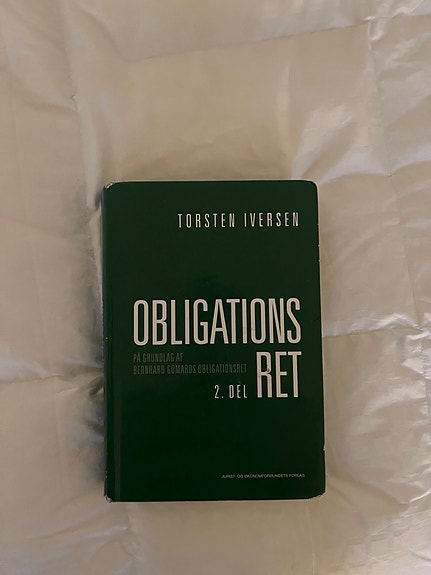 TORSTEN IVERSEN
OBLIGATIONS
PÅ GRUNDLAG AF
BERNHARD GOMARDS OBLIGATIONSRET
2. DEL
RET
JURIST- OG ØKONOMFORBUNDETS FORLAG